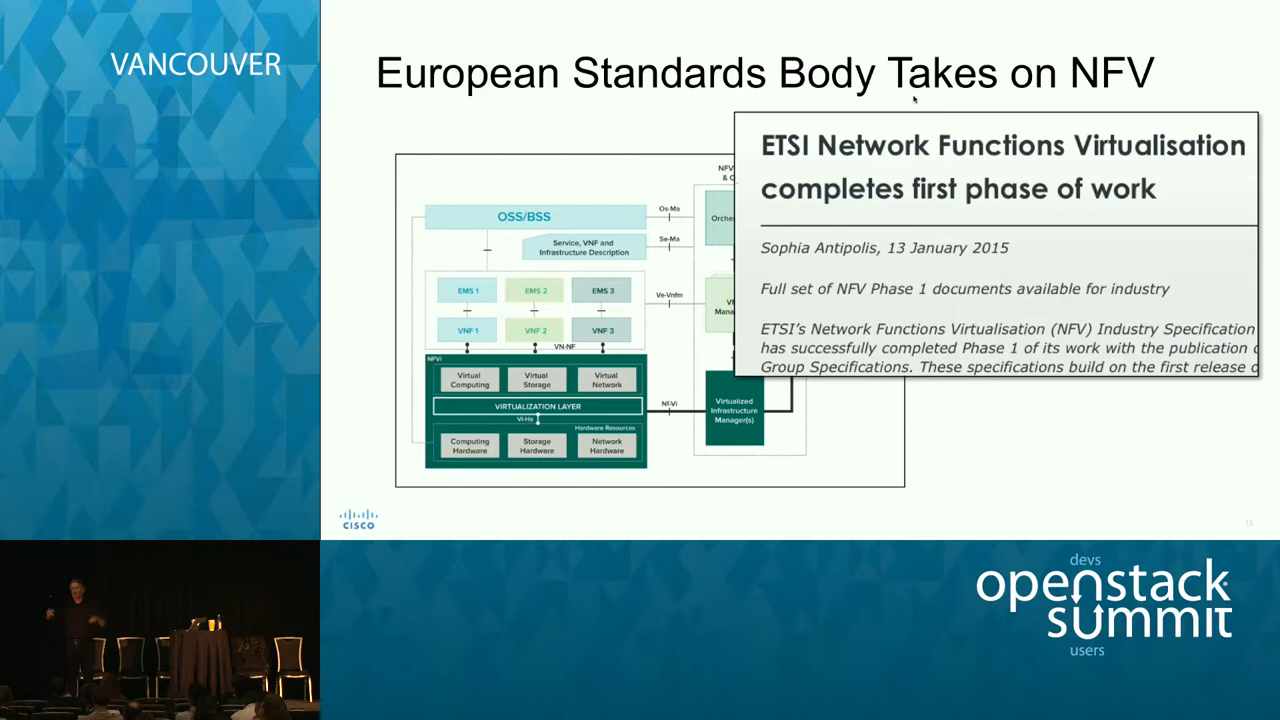 VANCOUVER
European Standards Body Takes on NFV
ETSI Network Functions Virtualisation
completes first phase of work
Sophia Antipolis, 13 January 2015
Full set of NFV Phase 1 documents available for industry
ETSI's Network Functions Virtualisation (NFV) Industry Specification
has successfully completed Phase 1 of its work with the publication
Group Specifications. These specifications build on the first release
NFV
& O
OSS/BSS
Os-Ma
Orches
Service, VNF and
Infrastructure Description
Se-Ma
EMS 1
EMS 2
EMS 3
Ve-Vnfm
Mana
VNF 1
VNF 2
VNF 3
VN-NF
NFVi
Virtual
Computing
Virtual
Storage
Virtual
Network
VIRTUALIZATION LAYER
Nf-Vi
Virtualized
Infrastructure
Manager(s)
Vi-Ha
Hardware Resources
Computing
Hardware
Storage
Hardware
Network
Hardware
CISCO
13
devs
openstack
summit
users